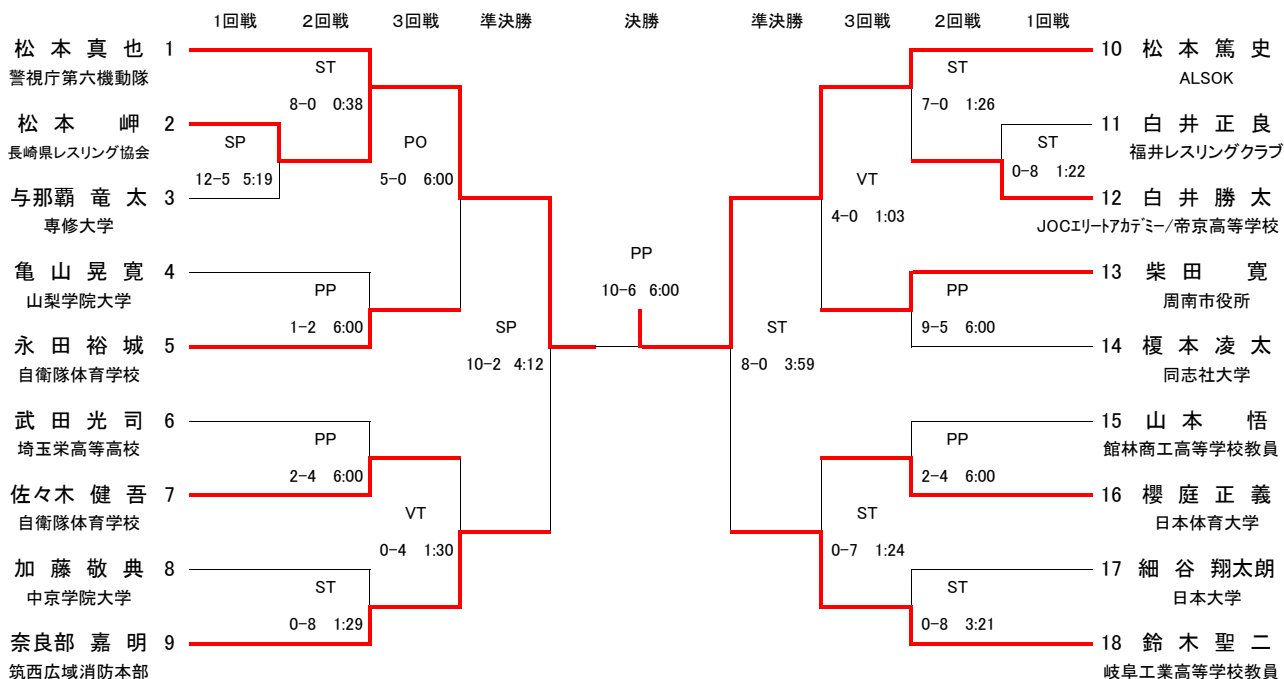 1回戦 2回戦 3回戦 準決勝 決勝 準決勝 3回戦 2回戦 1回戦
松本真也 1
警視庁第六機動隊
ST
8-0 0:38
松本 岬 2
長崎県レスリング協会
SP
12-5 5:19
PO
5-0 6:00
与那覇 竜太 3
専修大学
亀山晃寛 4
山梨学院大学
PP
1-2 6:00
永田裕城 5
自衛隊体育学校
SP
10-2 4:12
武田光司 6
埼玉栄高等高校
PP
2-4 6:00
佐々木 健吾 7
自衛隊体育学校
VT
0-4 1:30
加藤敬典 8
中京学院大学
ST
0-8 1:29
奈良部 嘉明 9
筑西広域消防本部
PP
10-6 6:00
10 松本篤史
ALSOK
ST
7-0 1:26
11 白井正良
福井レスリングクラブ
ST
0-8 1:22
VT
4-0 1:03
12 白井勝太
JOCエリートアカデミー/帝京高等学校
13 柴田 寛
周南市役所
PP
9-5 6:00
ST
8-0 3:59
14 榎本凌太
同志社大学
15 山本 悟
館林商工高等学校教員
PP
2-4 6:00
16 櫻庭正義
日本体育大学
ST
0-7 1:24
17 細谷 翔太朗
日本大学
ST
0-8 3:21
18 鈴木聖二
岐阜工業高等学校教員